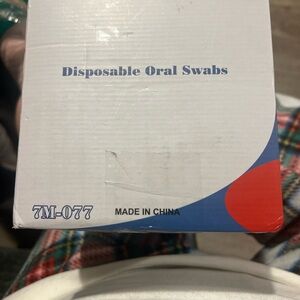 Disposable Oral Swabs
7M-077
MADE IN CHINA